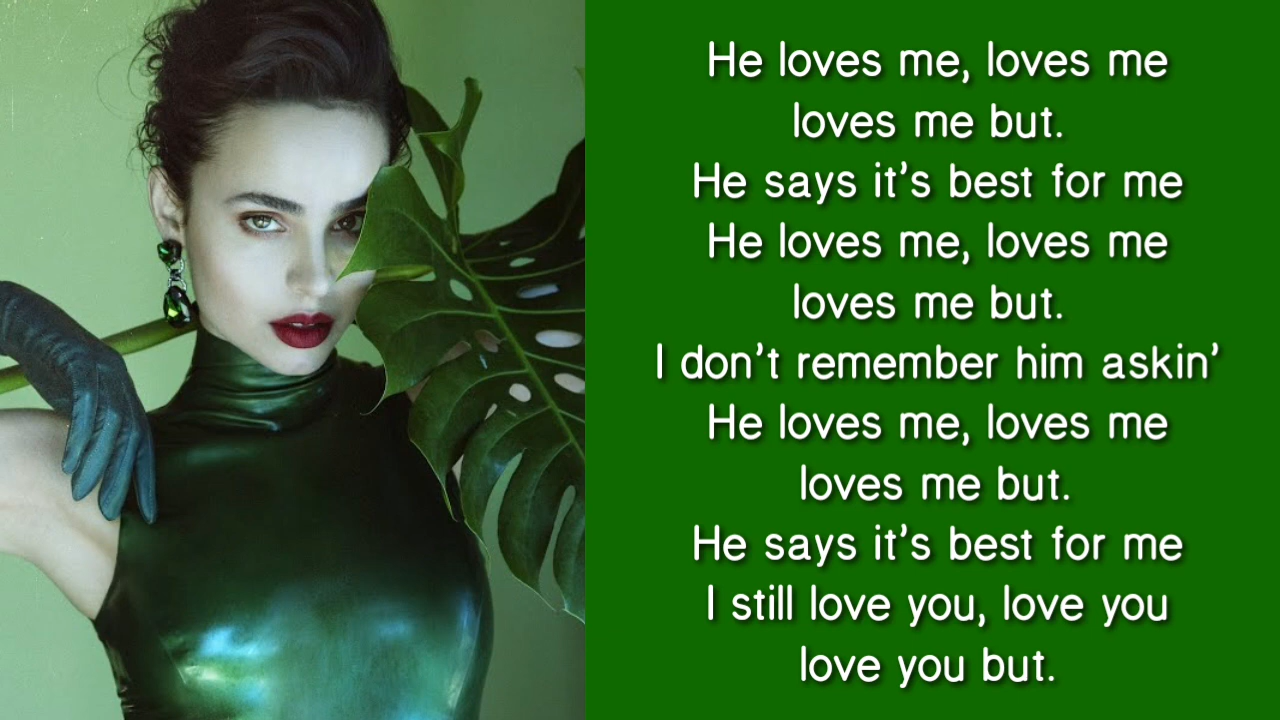 He loves me, loves me
loves me but.
He says it's best for me
He loves me, loves me
loves me but.
I don't remember him askin'
He loves me, loves me
loves me but.
He says it's best for me
I still love you, love you
love you but.